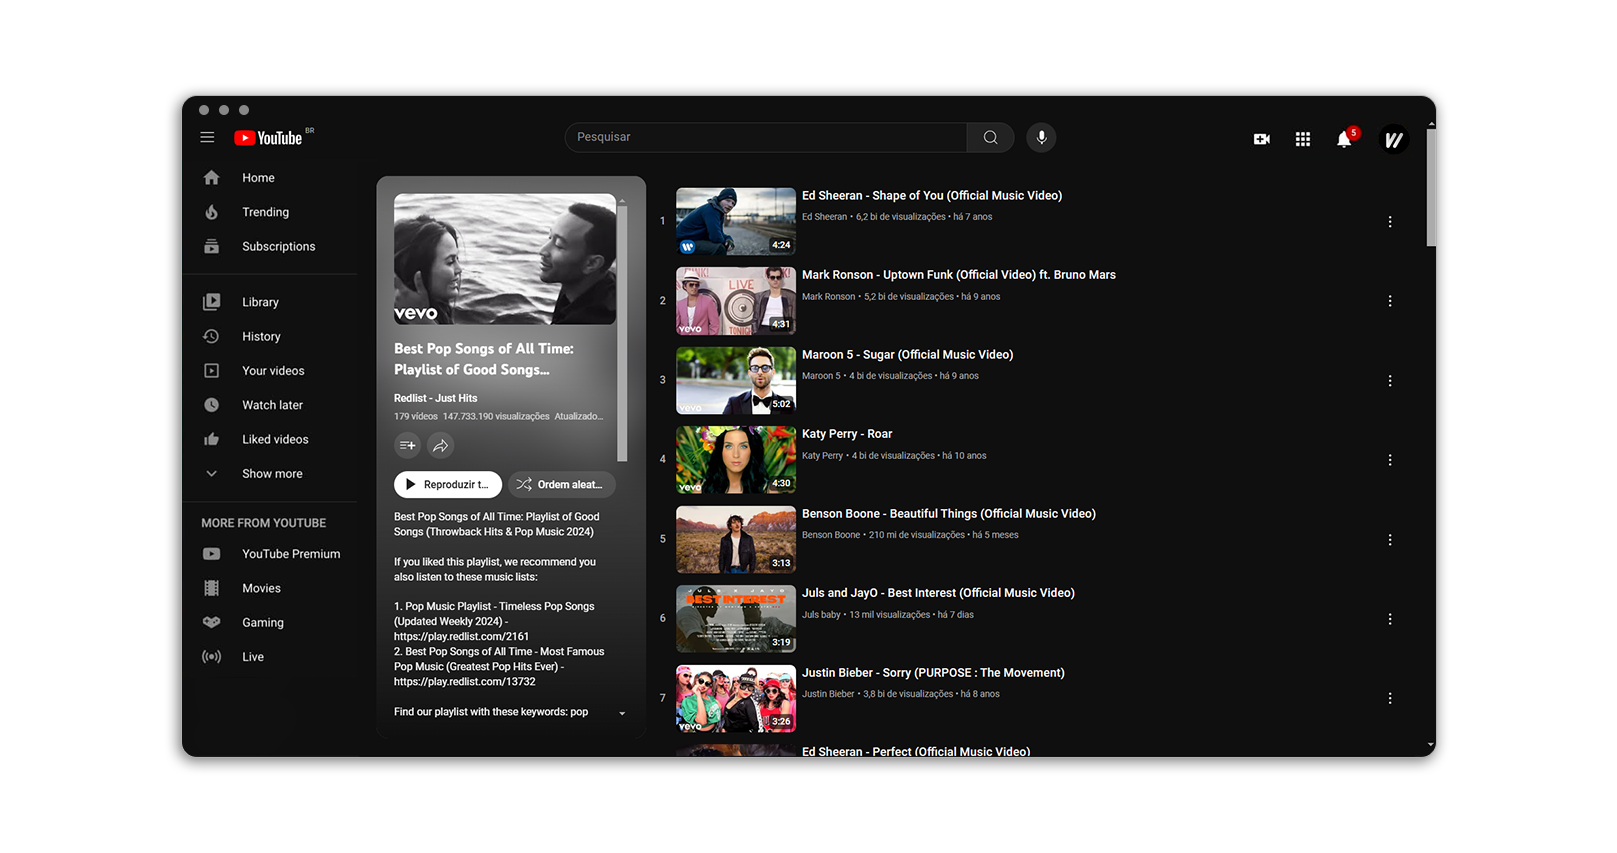 YouTube BR
Pesquisar
5
Home
Trending
Subscriptions
Library
History
Your videos
Watch later
Liked videos
Show more
MORE FROM YOUTUBE
YouTube Premium
Movies
Gaming
Live
vevo
Best Pop Songs of All Time:
Playlist of Good Songs...
Redlist - Just Hits
179 vídeos 147.733.190 visualizações Atualizado...
Reproduzir t...
Ordem aleat...
Best Pop Songs of All Time: Playlist of Good
Songs (Throwback Hits & Pop Music 2024)
If you liked this playlist, we recommend you
also listen to these music lists:
1. Pop Music Playlist - Timeless Pop Songs
(Updated Weekly 2024) -
https://play.redlist.com/2161
2. Best Pop Songs of All Time - Most Famous
Pop Music (Greatest Pop Hits Ever) -
https://play.redlist.com/13732
Find our playlist with these keywords: pop
1
4:24
Ed Sheeran - Shape of You (Official Music Video)
Ed Sheeran • 6,2 bi de visualizações • há 7 anos
2
LIVE
TONIGHT
vevo
4:31
Mark Ronson - Uptown Funk (Official Video) ft. Bruno Mars
Mark Ronson • 5,2 bi de visualizações • há 9 anos
3
vevo
5:02
Maroon 5 - Sugar (Official Music Video)
Maroon 5 • 4 bi de visualizações • há 9 anos
4
vevo
4:30
Katy Perry - Roar
Katy Perry • 4 bi de visualizações • há 10 anos
5
3:13
Benson Boone - Beautiful Things (Official Music Video)
Benson Boone • 210 mi de visualizações • há 5 meses
6
JULS X JAYO
BEST INTEREST
3:19
Juls and JayO - Best Interest (Official Music Video)
Juls baby • 13 mil visualizações • há 7 dias
7
vevo
3:26
Justin Bieber - Sorry (PURPOSE : The Movement)
Justin Bieber • 3,8 bi de visualizações • há 8 anos
Ed Sheeran - Perfect (Official Music Video)